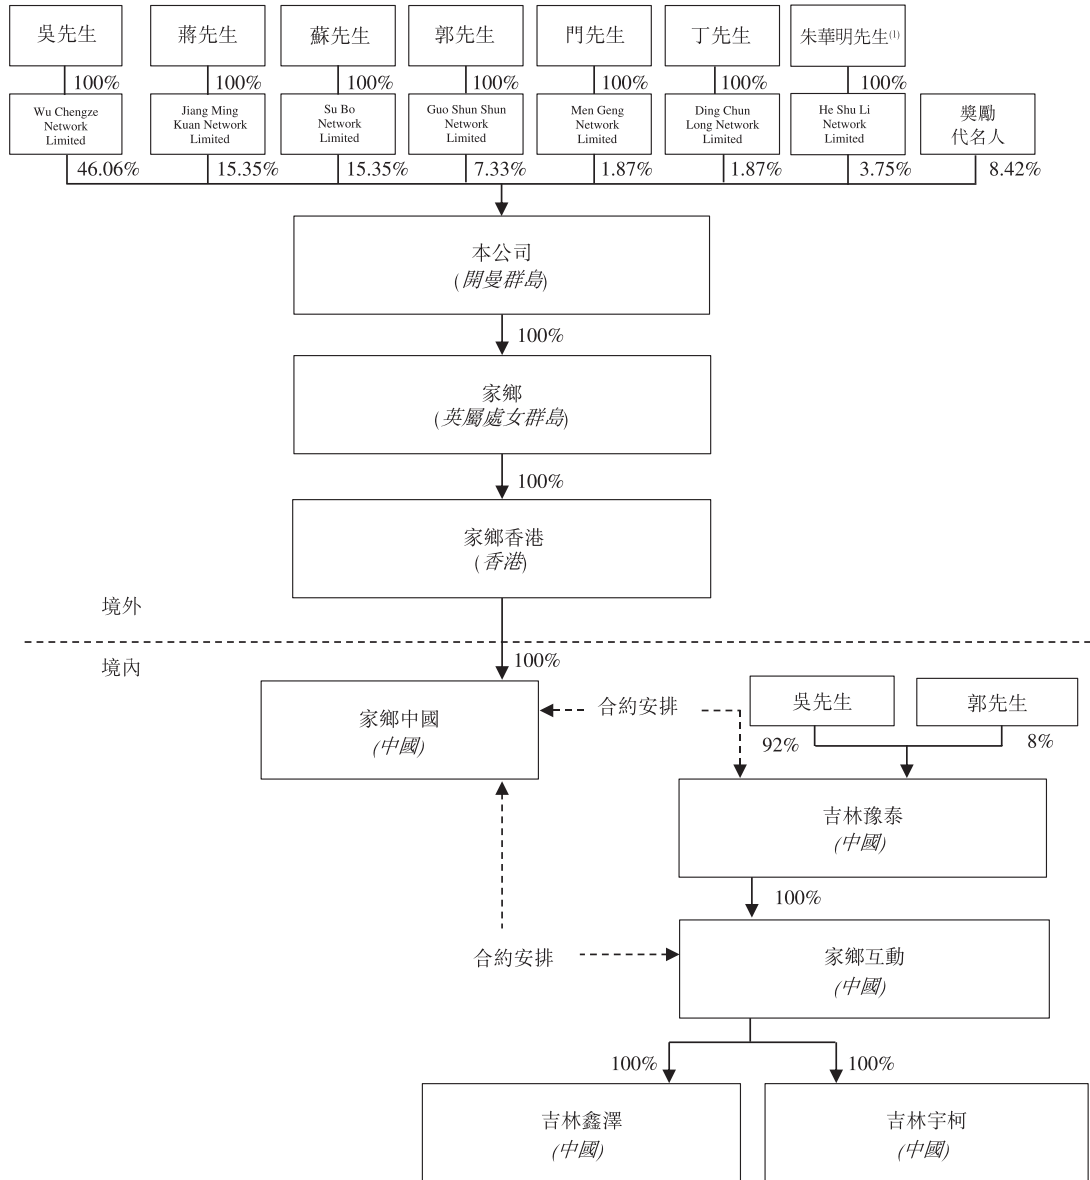 吳先生
蔣先生
蘇先生
郭先生
門先生
丁先生
朱華明先生(1)
100%
100%
100%
100%
100%
100%
100%
Wu Chengze
Network
Limited
Jiang Ming
Kuan Network
Limited
Su Bo
Network
Limited
Guo Shun Shun
Network
Limited
Men Geng
Network
Limited
Ding Chun
Long Network
Limited
He Shu Li
Network
Limited
獎勵
代名人
46.06%
15.35%
15.35%
7.33%
1.87%
1.87%
3.75%
8.42%
本公司
(開曼群島)
100%
家鄉
(英屬處女群島)
100%
家鄉香港
(香港)
境外
境內
100%
家鄉中國
(中國)
合約安排
吳先生
郭先生
92%
8%
吉林豫泰
(中國)
100%
合約安排
家鄉互動
(中國)
100%
100%
吉林鑫澤
(中國)
吉林宇柯
(中國)